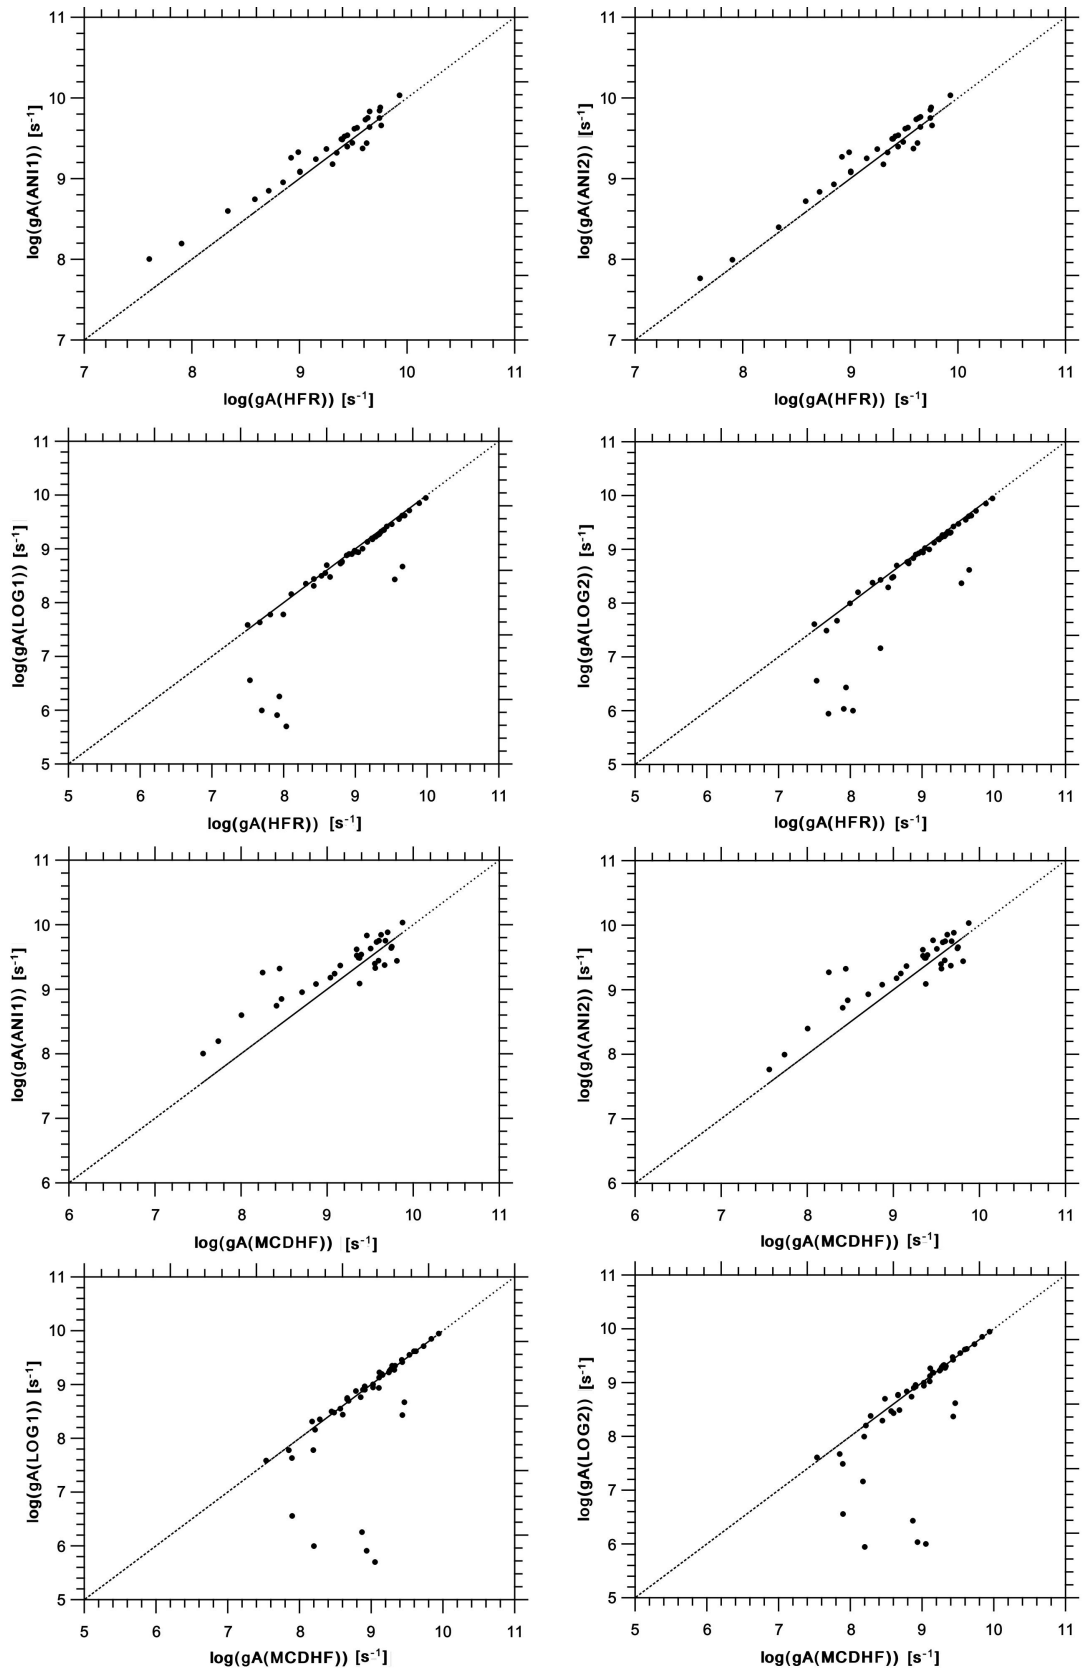 11 11
10 10
9 9
8 8
7 7
7 8 9 10 11 7 8 9 10 11
log(gA(ANI1)) [s⁻¹] log(gA(ANI2)) [s⁻¹]
log(gA(HFR)) [s⁻¹] log(gA(HFR)) [s⁻¹]
11 11
10 10
9 9
8 8
7 7
6 6
5 5
5 6 7 8 9 10 11 5 6 7 8 9 10 11
log(gA(LOG1)) [s⁻¹] log(gA(LOG2)) [s⁻¹]
log(gA(HFR)) [s⁻¹] log(gA(HFR)) [s⁻¹]
11 11
10 10
9 9
8 8
7 7
6 6
6 7 8 9 10 11 6 7 8 9 10 11
log(gA(ANI1)) [s⁻¹] log(gA(ANI2)) [s⁻¹]
log(gA(MCDHF)) [s⁻¹] log(gA(MCDHF)) [s⁻¹]
11 11
10 10
9 9
8 8
7 7
6 6
5 5
5 6 7 8 9 10 11 5 6 7 8 9 10 11
log(gA(LOG1)) [s⁻¹] log(gA(LOG2)) [s⁻¹]
log(gA(MCDHF)) [s⁻¹] log(gA(MCDHF)) [s⁻¹]